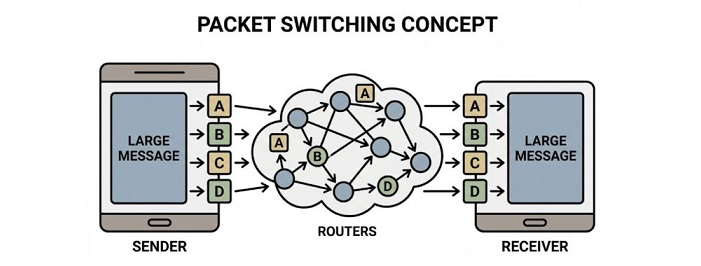 PACKET SWITCHING CONCEPT
LARGE
MESSAGE
A
B
C
D
A
A
B
D
A
B
C
D
LARGE
MESSAGE
SENDER
ROUTERS
RECEIVER